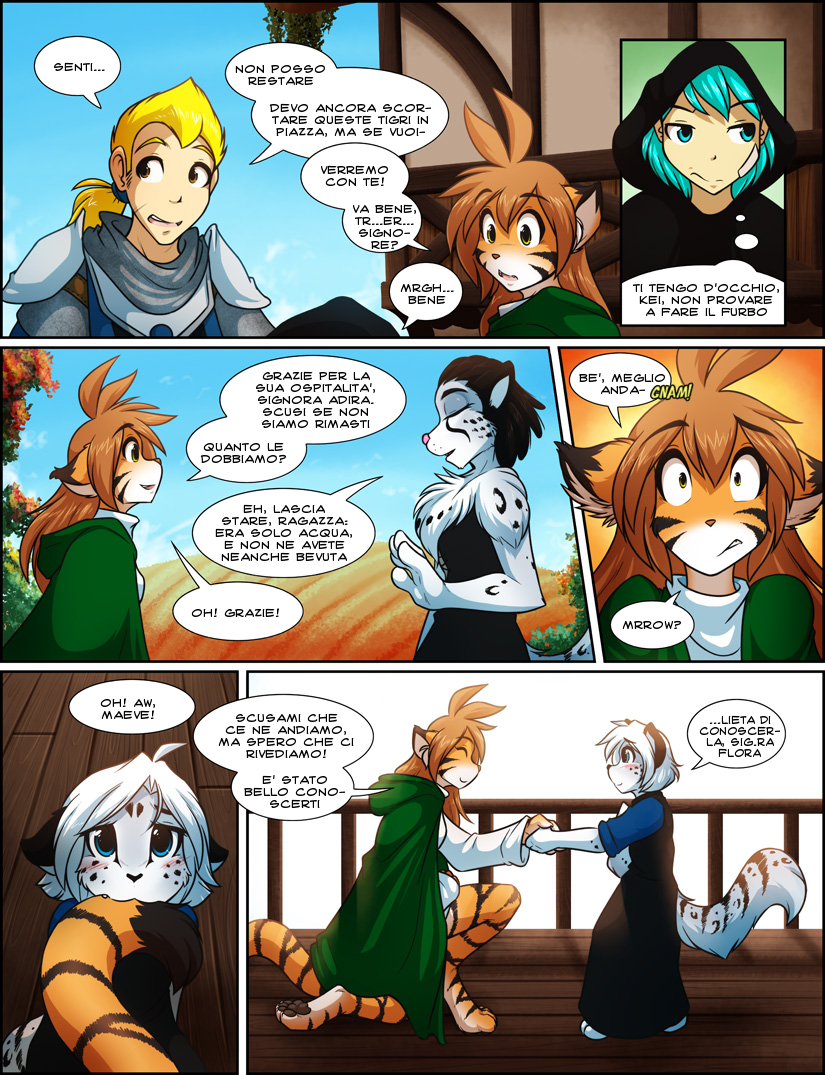 SENTI...
NON POSSO
RESTARE
DEVO ANCORA SCOR-
TARE QUESTE TIGRI IN
PIAZZA, MA SE VUOI-
VERREMO
CON TE!
VA BENE,
TR...ER...
SIGNO-
RE?
MRGH...
BENE
TI TENGO D'OCCHIO,
KEI, NON PROVARE
A FARE IL FURBO
GRAZIE PER LA
SUA OSPITALITA',
SIGNORA ADIRA.
SCUSI SE NON
SIAMO RIMASTI
QUANTO LE
DOBBIAMO?
EH, LASCIA
STARE, RAGAZZA:
ERA SOLO ACQUA,
E NON NE AVETE
NEANCHE BEVUTA
OH! GRAZIE!
BE', MEGLIO
ANDA-
GNAM!
MRROW?
OH! AW,
MAEVE!
SCUSAMI CHE
CE NE ANDIAMO,
MA SPERO CHE CI
RIVEDIAMO!
E' STATO
BELLO CONO-
SCERTI
...LIETA DI
CONOSCER-
LA, SIG.RA
FLORA